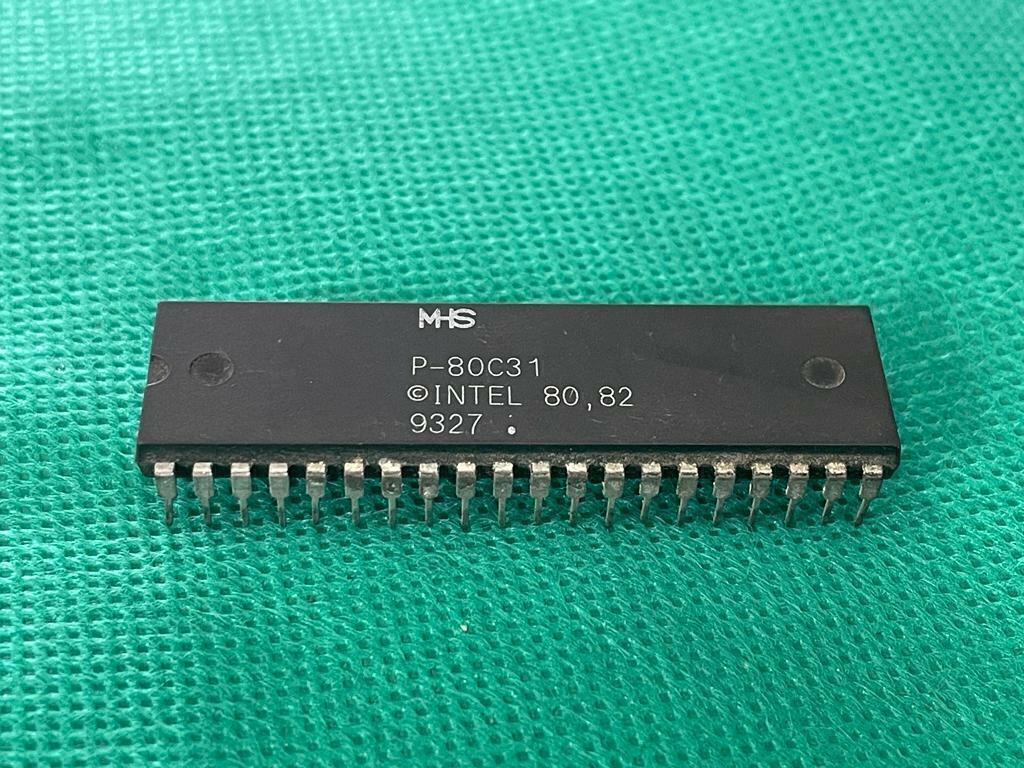 MHS
P-80C31
©INTEL 80,82
9327 :